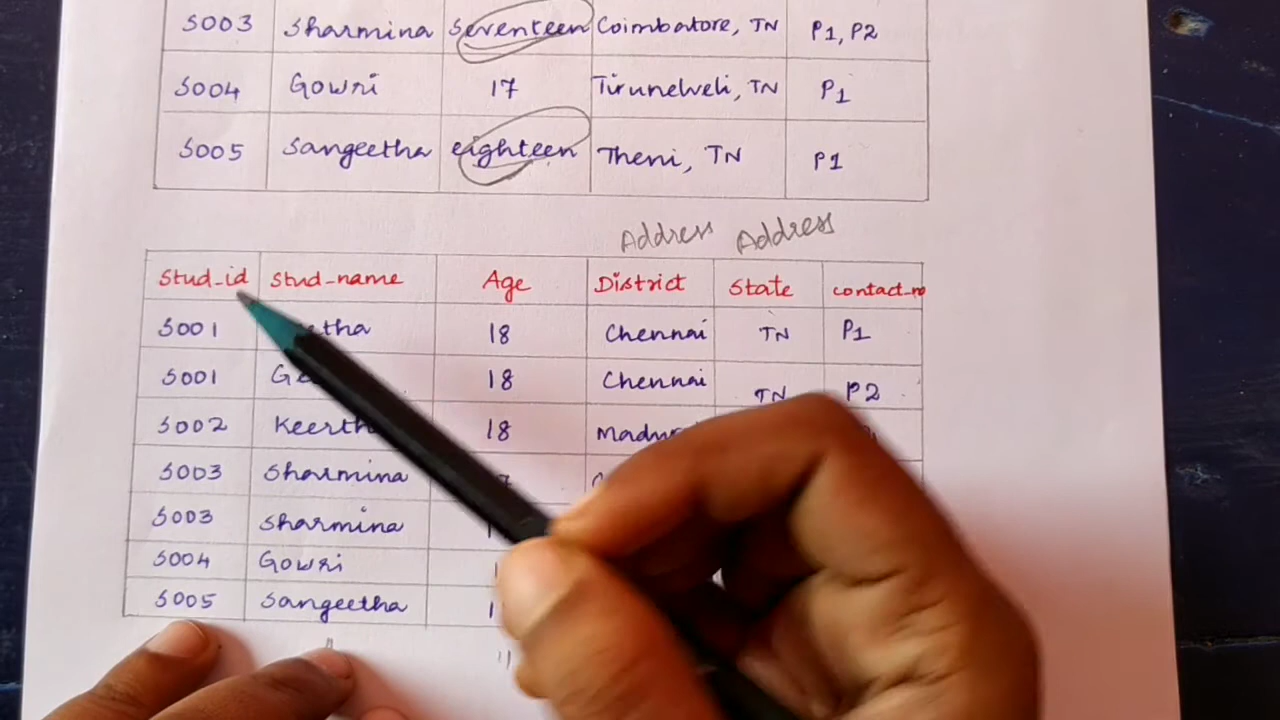 S003 Sharmina Seventeen Coimbatore, TN P1, P2
S004 Gowri 17 Tirunelveli, TN P1
S005 Sangeetha eighteen Theni, TN P1
Address Address
Stud_id Stud_name Age District State contact_no
S001 18 Chennai TN P1
S001 18 Chennai TN P2
S002 18
S003 Sharmina
S003 Sharmina
S004 Gowri
S005 Sangeetha